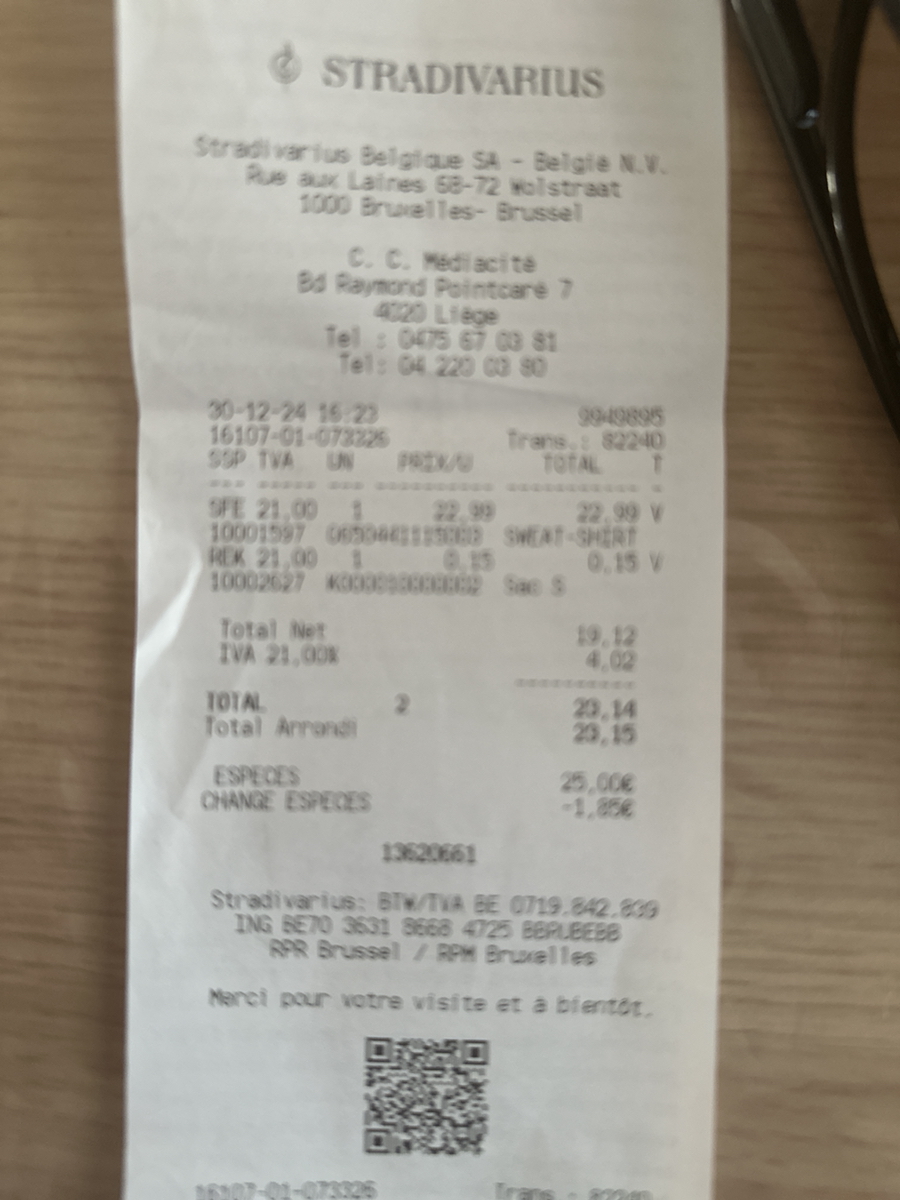 STRADIVARIUS
Stradivarius Belgique SA - Belgie N.V.
Rue aux Laines 68-72 Wolstraat
1000 Bruxelles- Brussel
C. C. Médiacité
Bd Raymond Pointcaré 7
4020 Liège
Tel : 0475 67 03 81
Tel: 04 220 03 80
30-12-24 16:23 9949895
16107-01-073326 Trans.: 82240
SSP TVA UN PRIX/U TOTAL T
--- ----- --- ---------- ----------- -
SFE 21,00 1 22,99 22,99 V
10001597 SWEAT-SHIRT
REK 21,00 1 0,15 0,15 V
10002627 Sac S
Total Net 19,12
IVA 21,00% 4,02
----------
TOTAL 2 23,14
Total Arrondi 23,15
ESPECES 25,00€
CHANGE ESPECES -1,85€
13620661
Stradivarius: BTW/TVA BE 0719.842.839
ING BE70 3631 8668 4725 BBRUBEBB
RPR Brussel / RPM Bruxelles
Merci pour votre visite et à bientôt.
16107-01-073326 Trans.: 82240